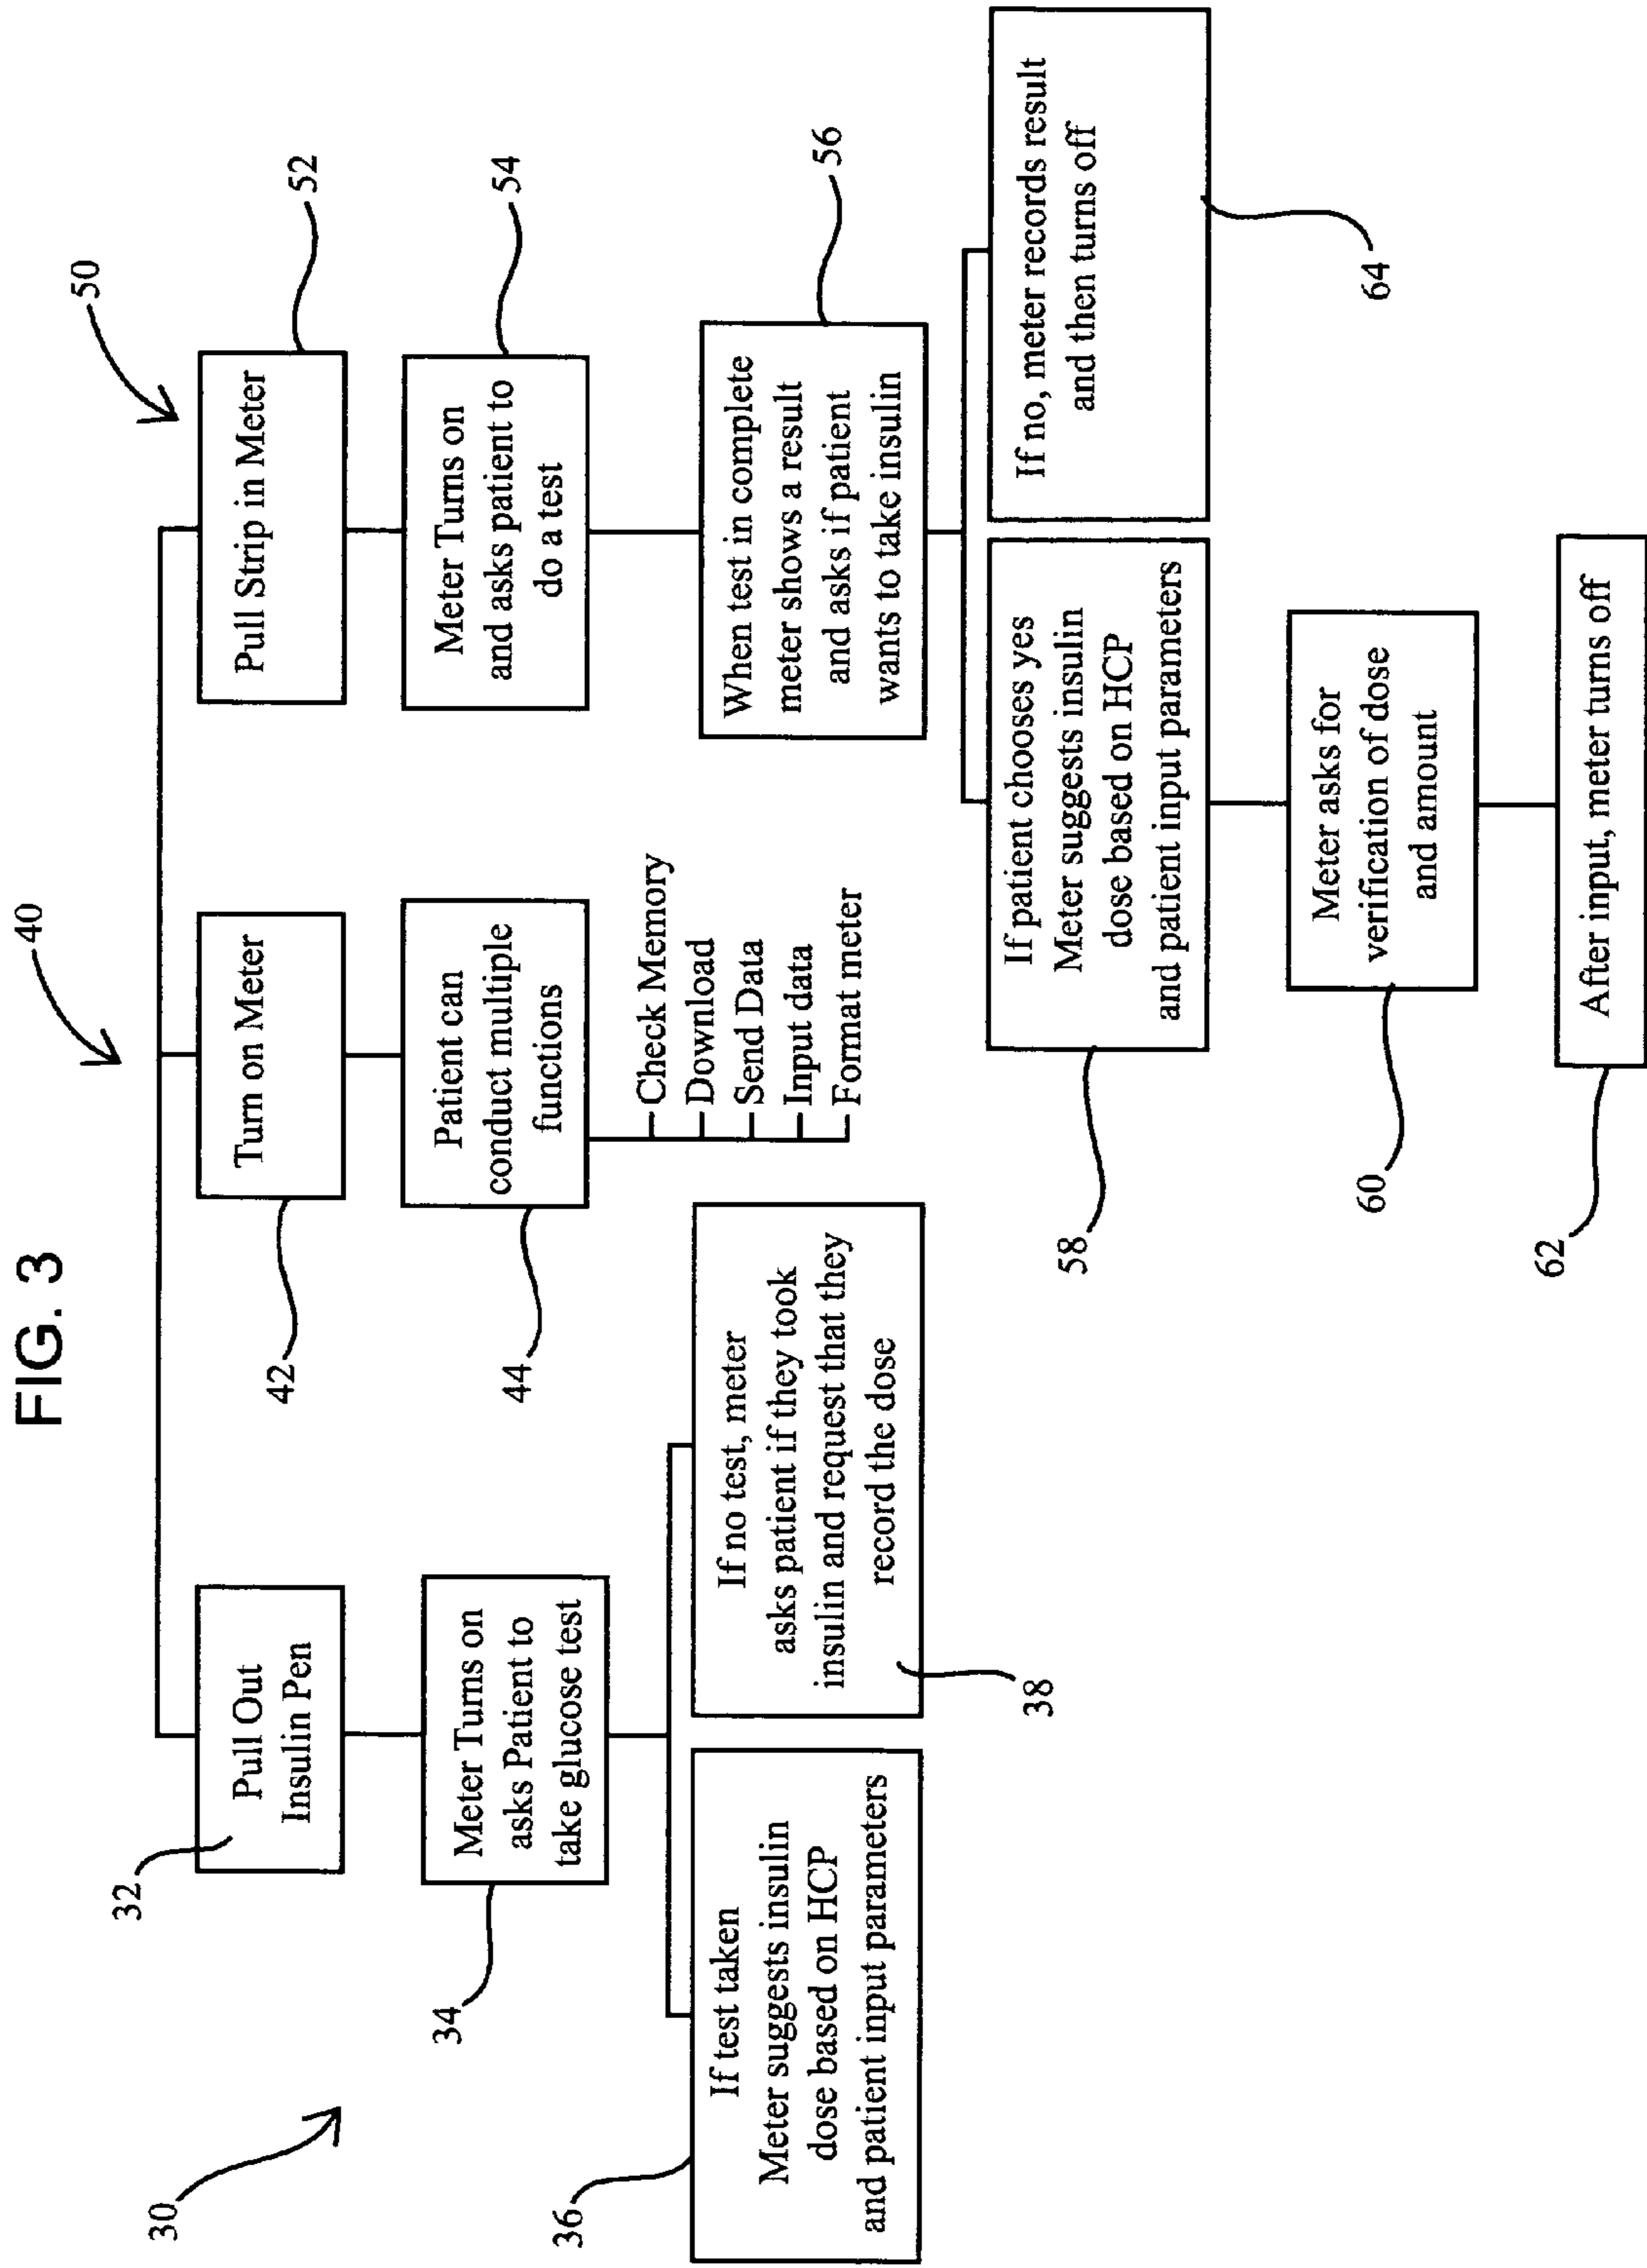 FIG. 3
30
40
50
32
Pull Out
Insulin Pen
34
Meter Turns on
asks Patient to
take glucose test
36
If test taken
Meter suggests insulin
dose based on HCP
and patient input parameters
If no test, meter
asks patient if they took
insulin and request that they
record the dose
38
Turn on Meter
42
Patient can
conduct multiple
functions
44
Check Memory
Download
Send Data
Input data
Format meter
Pull Strip in Meter
52
Meter Turns on
and asks patient to
do a test
54
When test in complete
meter shows a result
and asks if patient
wants to take insulin
56
If patient chooses yes
Meter suggests insulin
dose based on HCP
and patient input parameters
58
If no, meter records result
and then turns off
64
Meter asks for
verification of dose
and amount
60
After input, meter turns off
62